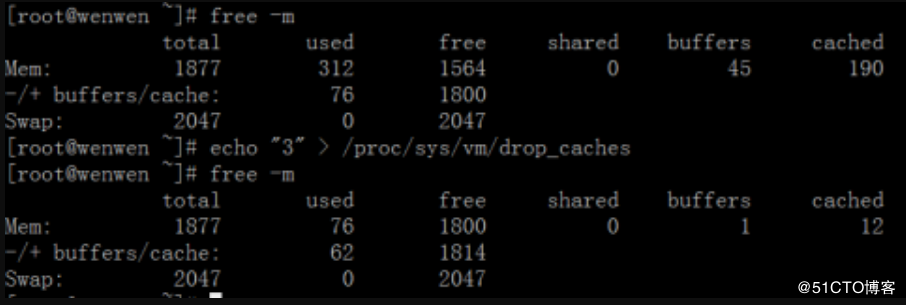 [root@wenwen ~]# free -m
total used free shared buffers cached
Mem: 1877 312 1564 0 45 190
-/+ buffers/cache: 76 1800
Swap: 2047 0 2047
[root@wenwen ~]# echo "3" > /proc/sys/vm/drop_caches
[root@wenwen ~]# free -m
total used free shared buffers cached
Mem: 1877 76 1800 0 1 12
-/+ buffers/cache: 62 1814
Swap: 2047 0 2047
@51CTO博客